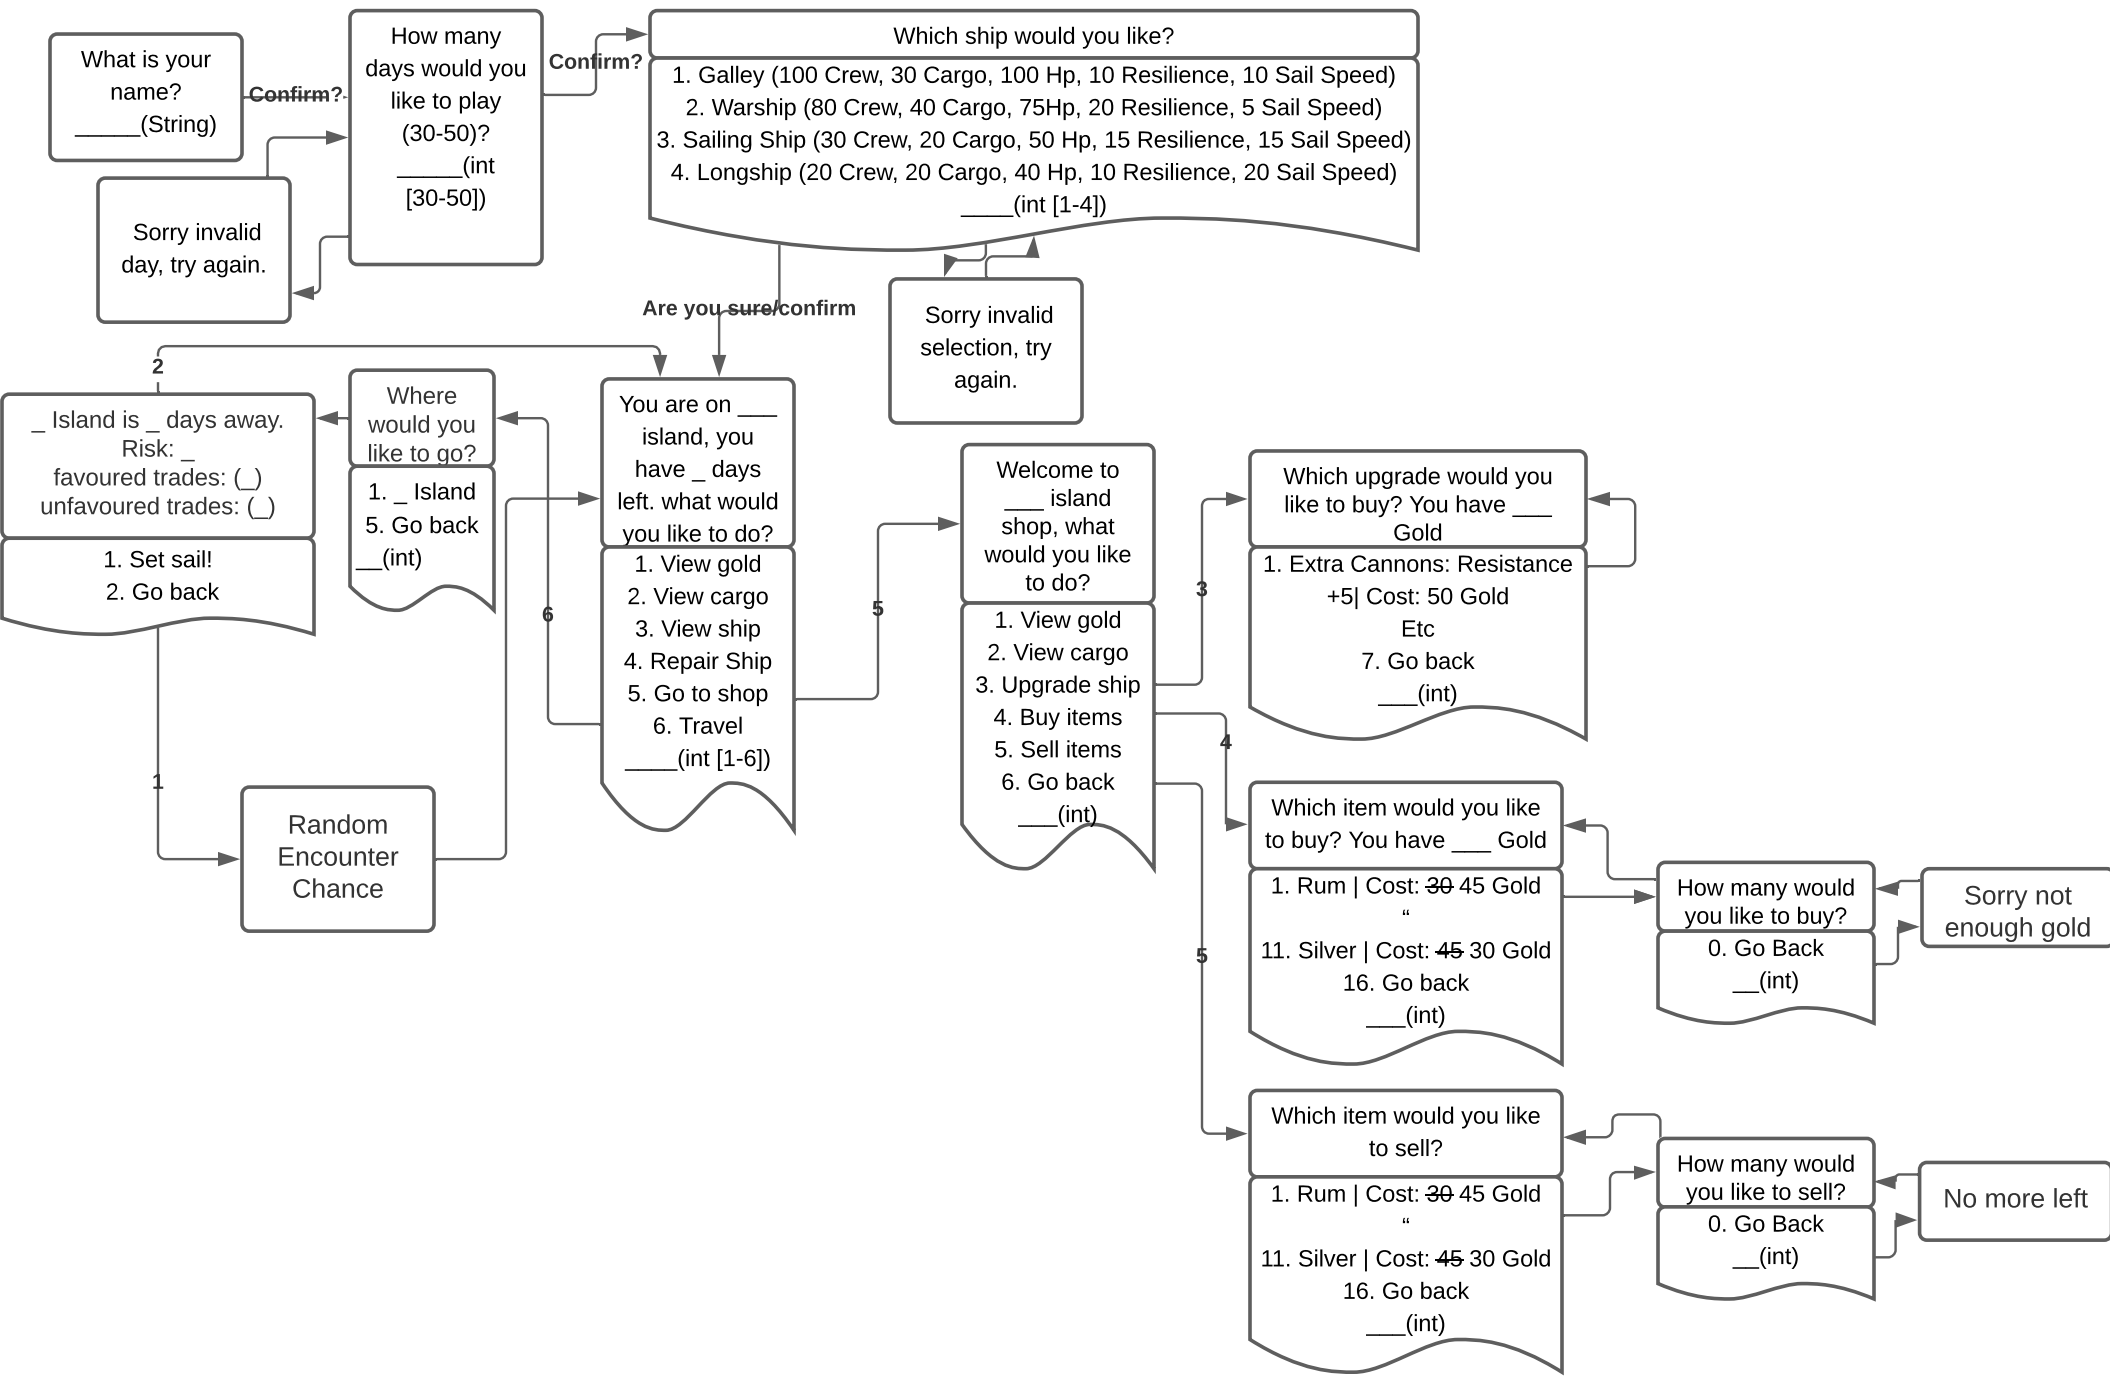 What is your
name?
_____(String)
Confirm?
How many
days would you
like to play
(30-50)?
_____(int
[30-50])
Confirm?
Sorry invalid
day, try again.
Which ship would you like?
1. Galley (100 Crew, 30 Cargo, 100 Hp, 10 Resilience, 10 Sail Speed)
2. Warship (80 Crew, 40 Cargo, 75Hp, 20 Resilience, 5 Sail Speed)
3. Sailing Ship (30 Crew, 20 Cargo, 50 Hp, 15 Resilience, 15 Sail Speed)
4. Longship (20 Crew, 20 Cargo, 40 Hp, 10 Resilience, 20 Sail Speed)
____(int [1-4])
Are you sure/confirm
Sorry invalid
selection, try
again.
2
_ Island is _ days away.
Risk: _
favoured trades: (_)
unfavoured trades: (_)
1. Set sail!
2. Go back
1
Where
would you
like to go?
1. _ Island
5. Go back
__(int)
6
Random
Encounter
Chance
You are on ___
island, you
have _ days
left. what would
you like to do?
1. View gold
2. View cargo
3. View ship
4. Repair Ship
5. Go to shop
6. Travel
____(int [1-6])
5
Welcome to
___ island
shop, what
would you like
to do?
1. View gold
2. View cargo
3. Upgrade ship
4. Buy items
5. Sell items
6. Go back
___(int)
3
4
5
Which upgrade would you
like to buy? You have ___
Gold
1. Extra Cannons: Resistance
+5| Cost: 50 Gold
Etc
7. Go back
___(int)
Which item would you like
to buy? You have ___ Gold
1. Rum | Cost: 30 45 Gold
“
11. Silver | Cost: 45 30 Gold
16. Go back
___(int)
How many would
you like to buy?
0. Go Back
__(int)
Sorry not
enough gold
Which item would you like
to sell?
1. Rum | Cost: 30 45 Gold
“
11. Silver | Cost: 45 30 Gold
16. Go back
___(int)
How many would
you like to sell?
0. Go Back
__(int)
No more left